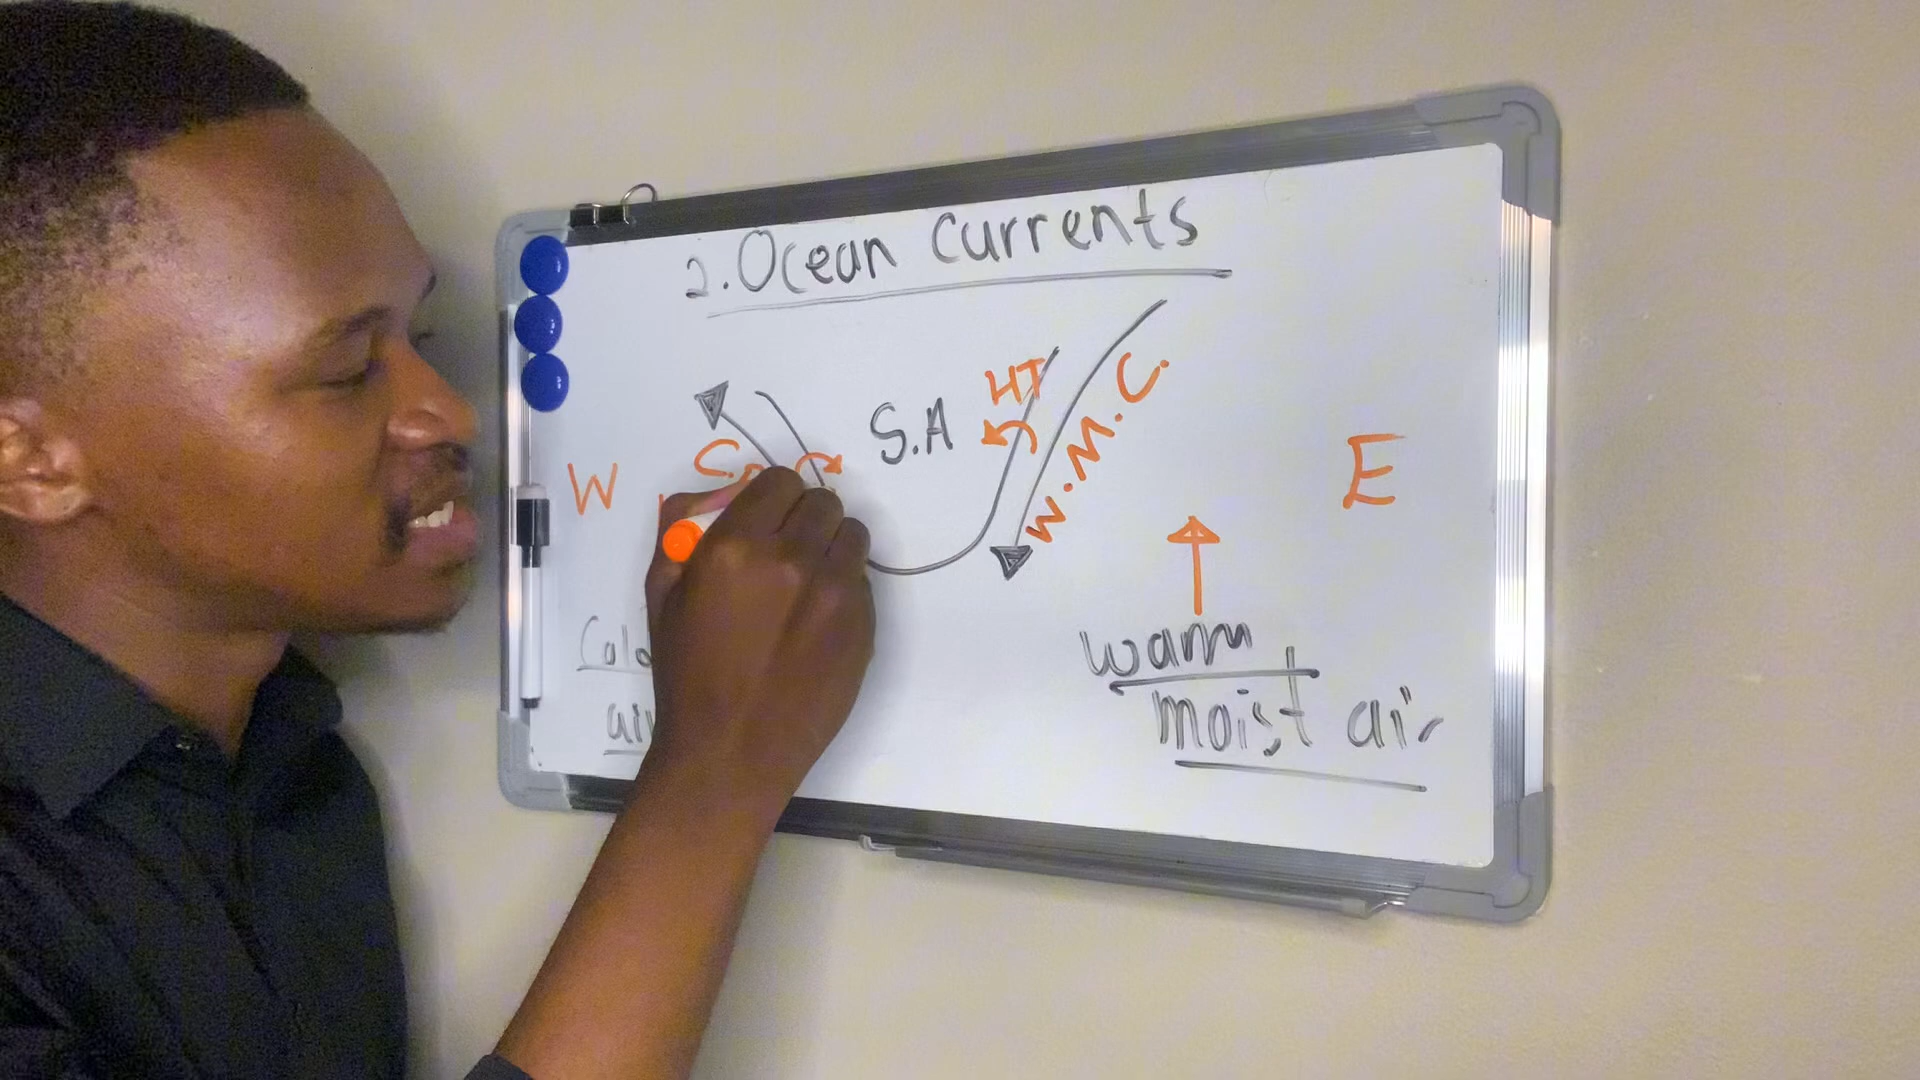 2. Ocean Currents
S.A
HT
W.M.C.
W
E
warm
moist air